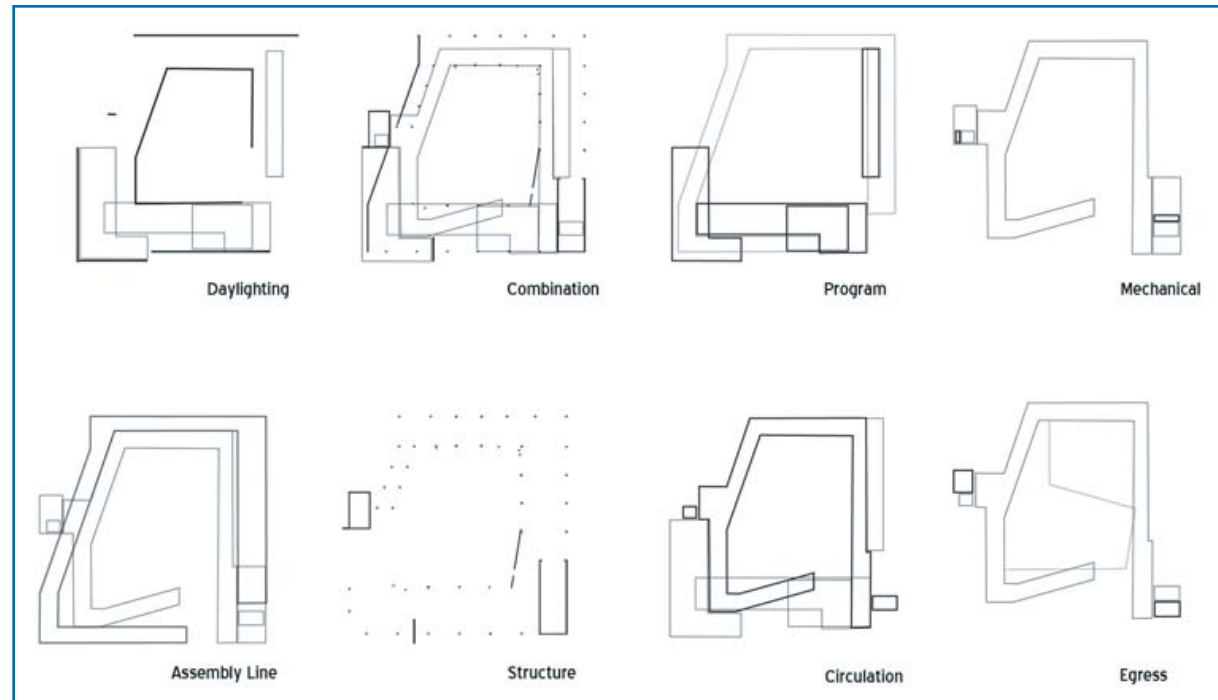 Daylighting
Combination
Program
Mechanical
Assembly Line
Structure
Circulation
Egress